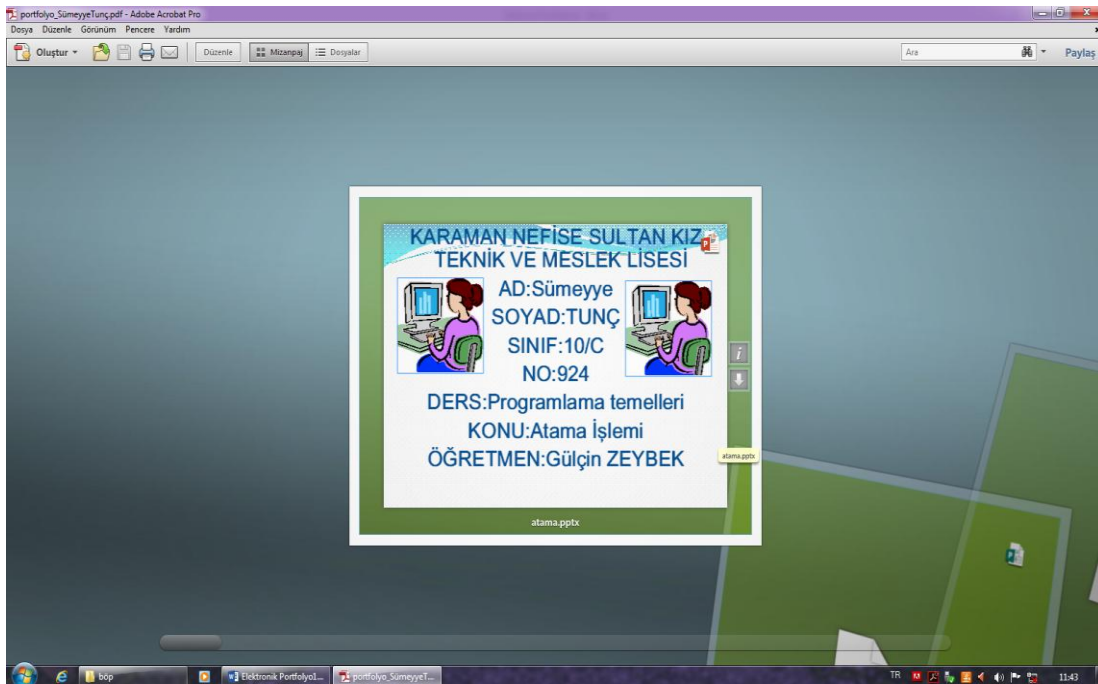 portfolyo_SümeyyeTunç.pdf - Adobe Acrobat Pro
Dosya Düzenle Görünüm Pencere Yardım
Oluştur Düzenle Mizanpaj Dosyalar Ara Paylaş
KARAMAN NEFİSE SULTAN KIZ
TEKNİK VE MESLEK LİSESİ
AD:Sümeyye
SOYAD:TUNÇ
SINIF:10/C
NO:924
DERS:Programlama temelleri
KONU:Atama İşlemi
ÖĞRETMEN:Gülçin ZEYBEK
atama.pptx
atama.pptx
böp Elektronik Portfolyo1... portfolyo_SümeyyeT... TR 11:43